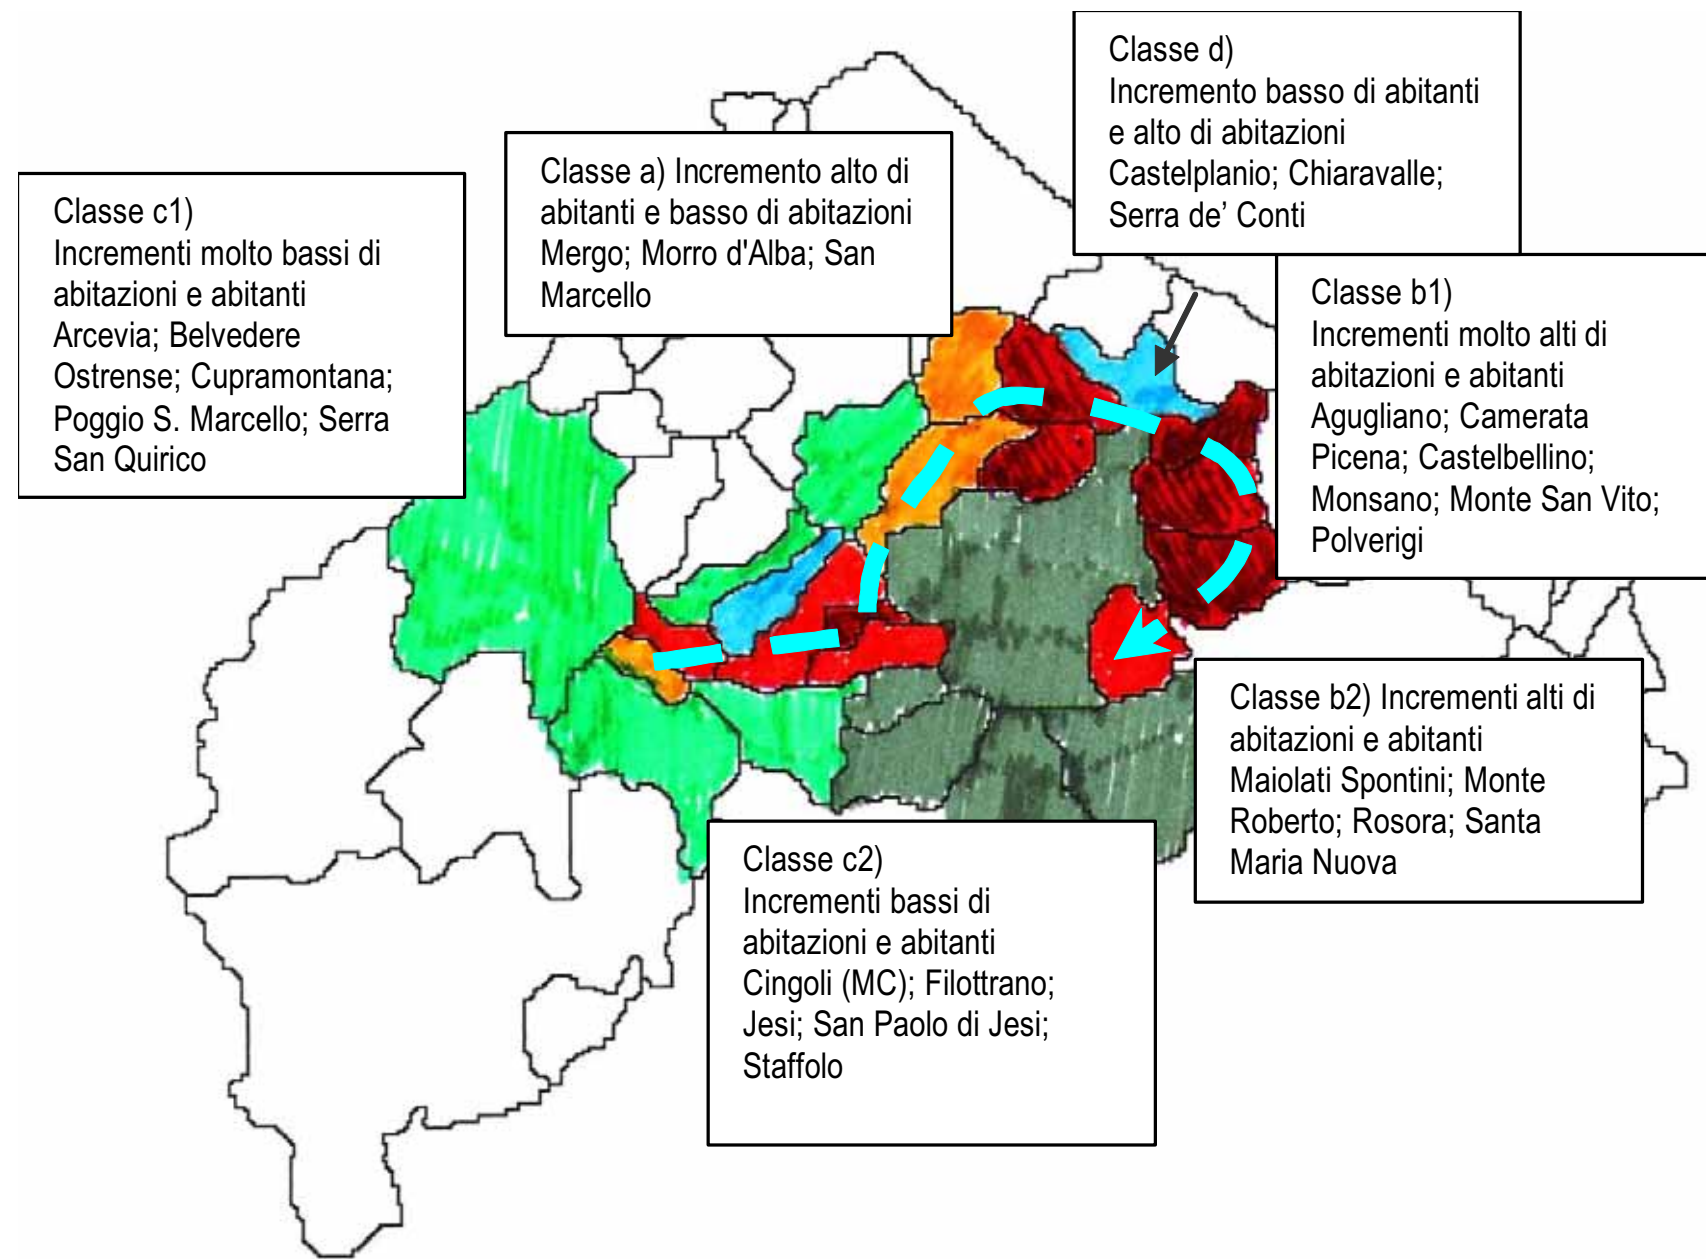 Classe d)
Incremento basso di abitanti
e alto di abitazioni
Castelplanio; Chiaravalle;
Serra de’ Conti
Classe a) Incremento alto di
abitanti e basso di abitazioni
Mergo; Morro d'Alba; San
Marcello
Classe c1)
Incrementi molto bassi di
abitazioni e abitanti
Arcevia; Belvedere
Ostrense; Cupramontana;
Poggio S. Marcello; Serra
San Quirico
Classe b1)
Incrementi molto alti di
abitazioni e abitanti
Agugliano; Camerata
Picena; Castelbellino;
Monsano; Monte San Vito;
Polverigi
Classe b2) Incrementi alti di
abitazioni e abitanti
Maiolati Spontini; Monte
Roberto; Rosora; Santa
Maria Nuova
Classe c2)
Incrementi bassi di
abitazioni e abitanti
Cingoli (MC); Filottrano;
Jesi; San Paolo di Jesi;
Staffolo